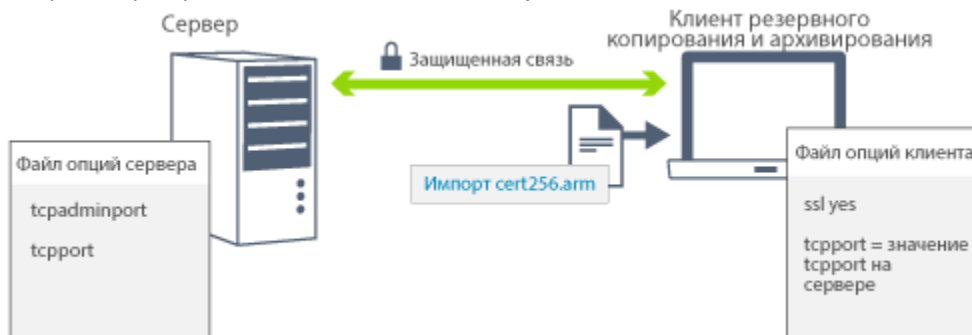 Сервер
Клиент резервного
копирования и архивирования
Защищенная связь
Файл опций сервера
tcpadminport
tcpport
Импорт cert256.arm
Файл опций клиента
ssl yes
tcpport = значение
tcpport на
сервере